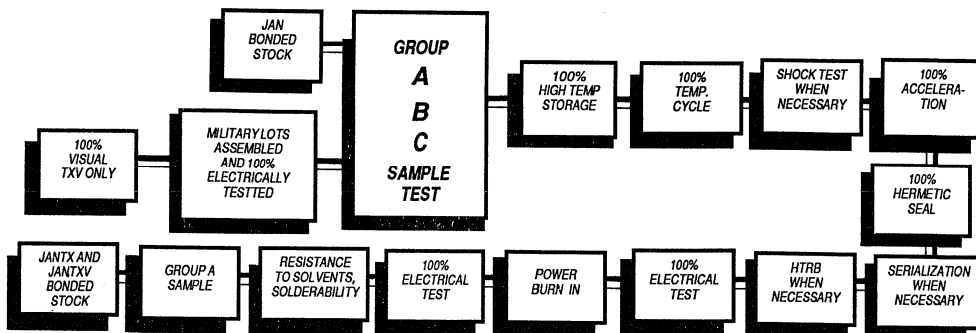 JAN
BONDED
STOCK
GROUP
A
B
C
SAMPLE
TEST
100%
HIGH TEMP
STORAGE
100%
TEMP.
CYCLE
SHOCK TEST
WHEN
NECESSARY
100%
ACCELERA-
TION
100%
VISUAL
TXV ONLY
MILITARY LOTS
ASSEMBLED
AND 100%
ELECTRICALLY
TESTTED
100%
HERMETIC
SEAL
JANTX AND
JANTXV
BONDED
STOCK
GROUP A
SAMPLE
RESISTANCE
TO SOLVENTS,
SOLDERABILITY
100%
ELECTRICAL
TEST
POWER
BURN IN
100%
ELECTRICAL
TEST
HTRB
WHEN
NECESSARY
SERIALIZATION
WHEN
NECESSARY